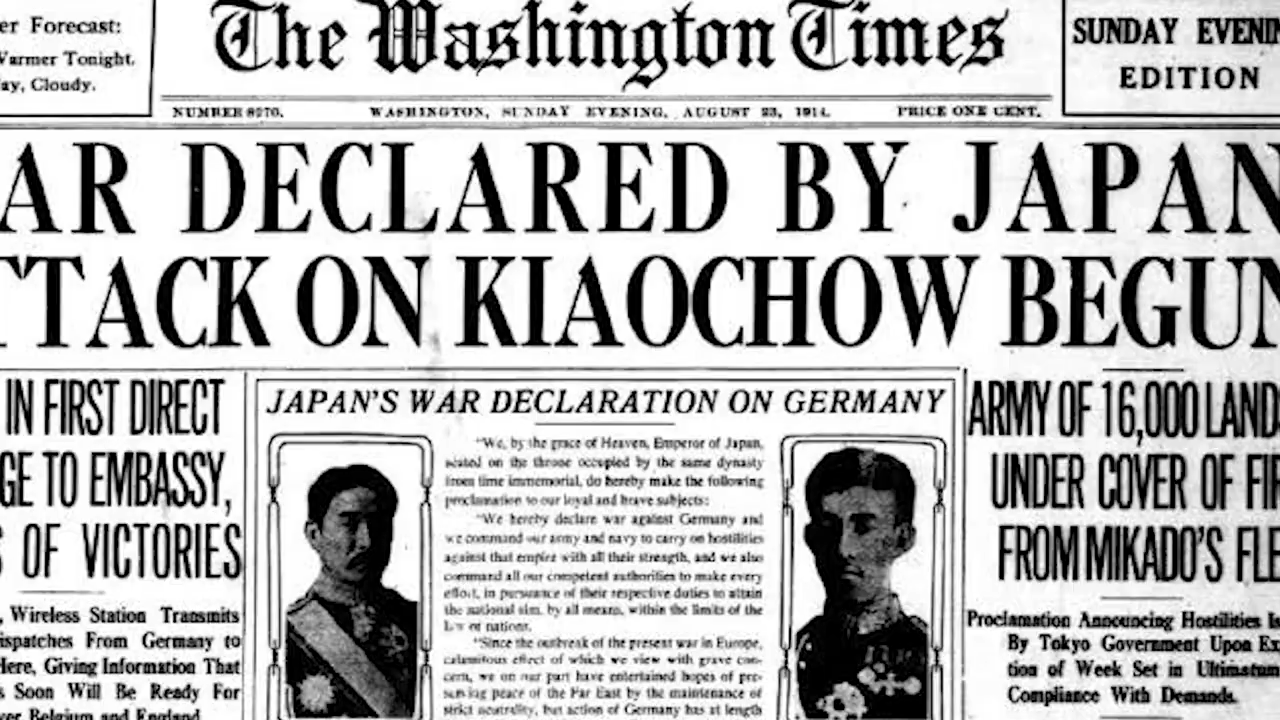 er Forecast:
Warmer Tonight.
ay, Cloudy.
The Washington Times
SUNDAY EVENIN
EDITION
NUMBER 8270.
WASHINGTON, SUNDAY EVENING, AUGUST 23, 1914.
PRICE ONE CENT.
AR DECLARED BY JAPAN
TTACK ON KIAOCHOW BEGUN
IN FIRST DIRECT
GE TO EMBASSY,
S OF VICTORIES
, Wireless Station Transmits
ispatches From Germany to
Here, Giving Information That
s Soon Will Be Ready For
ver Belgium and England.
JAPAN'S WAR DECLARATION ON GERMANY
"We, by the grace of Heaven, Emperor of Japan,
seated on the throne occupied by the same dynasty
from time immemorial, do hereby make the following
proclamation to our loyal and brave subjects:
"We hereby declare war against Germany and
we command our army and navy to carry on hostilities
against that empire with all their strength, and we also
command all our competent authorities to make every
effort, in pursuance of their respective duties to attain
the national aim, by all means, within the limits of the
law of nations.
"Since the outbreak of the present war in Europe,
calamitous effect of which we view with grave con-
cern, we on our part have entertained hopes of pre-
serving peace of the Far East by the maintenance of
strict neutrality, but action of Germany has at length
ARMY OF 16,000 LAND
UNDER COVER OF FI
FROM MIKADO'S FLE
Proclamation Announcing Hostilities Is
By Tokyo Government Upon Ex
tion of Week Set in Ultimatum
Compliance With Demands.